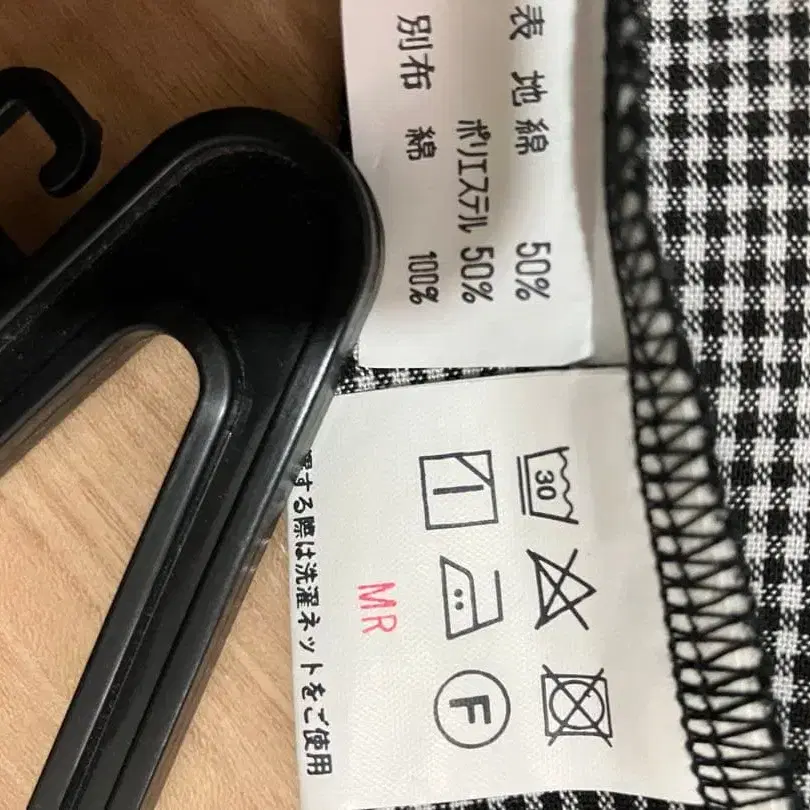 表地 綿 50%
ポリエステル 50%
別布 綿 100%
30
F
MR
する際は洗濯ネットをご使用